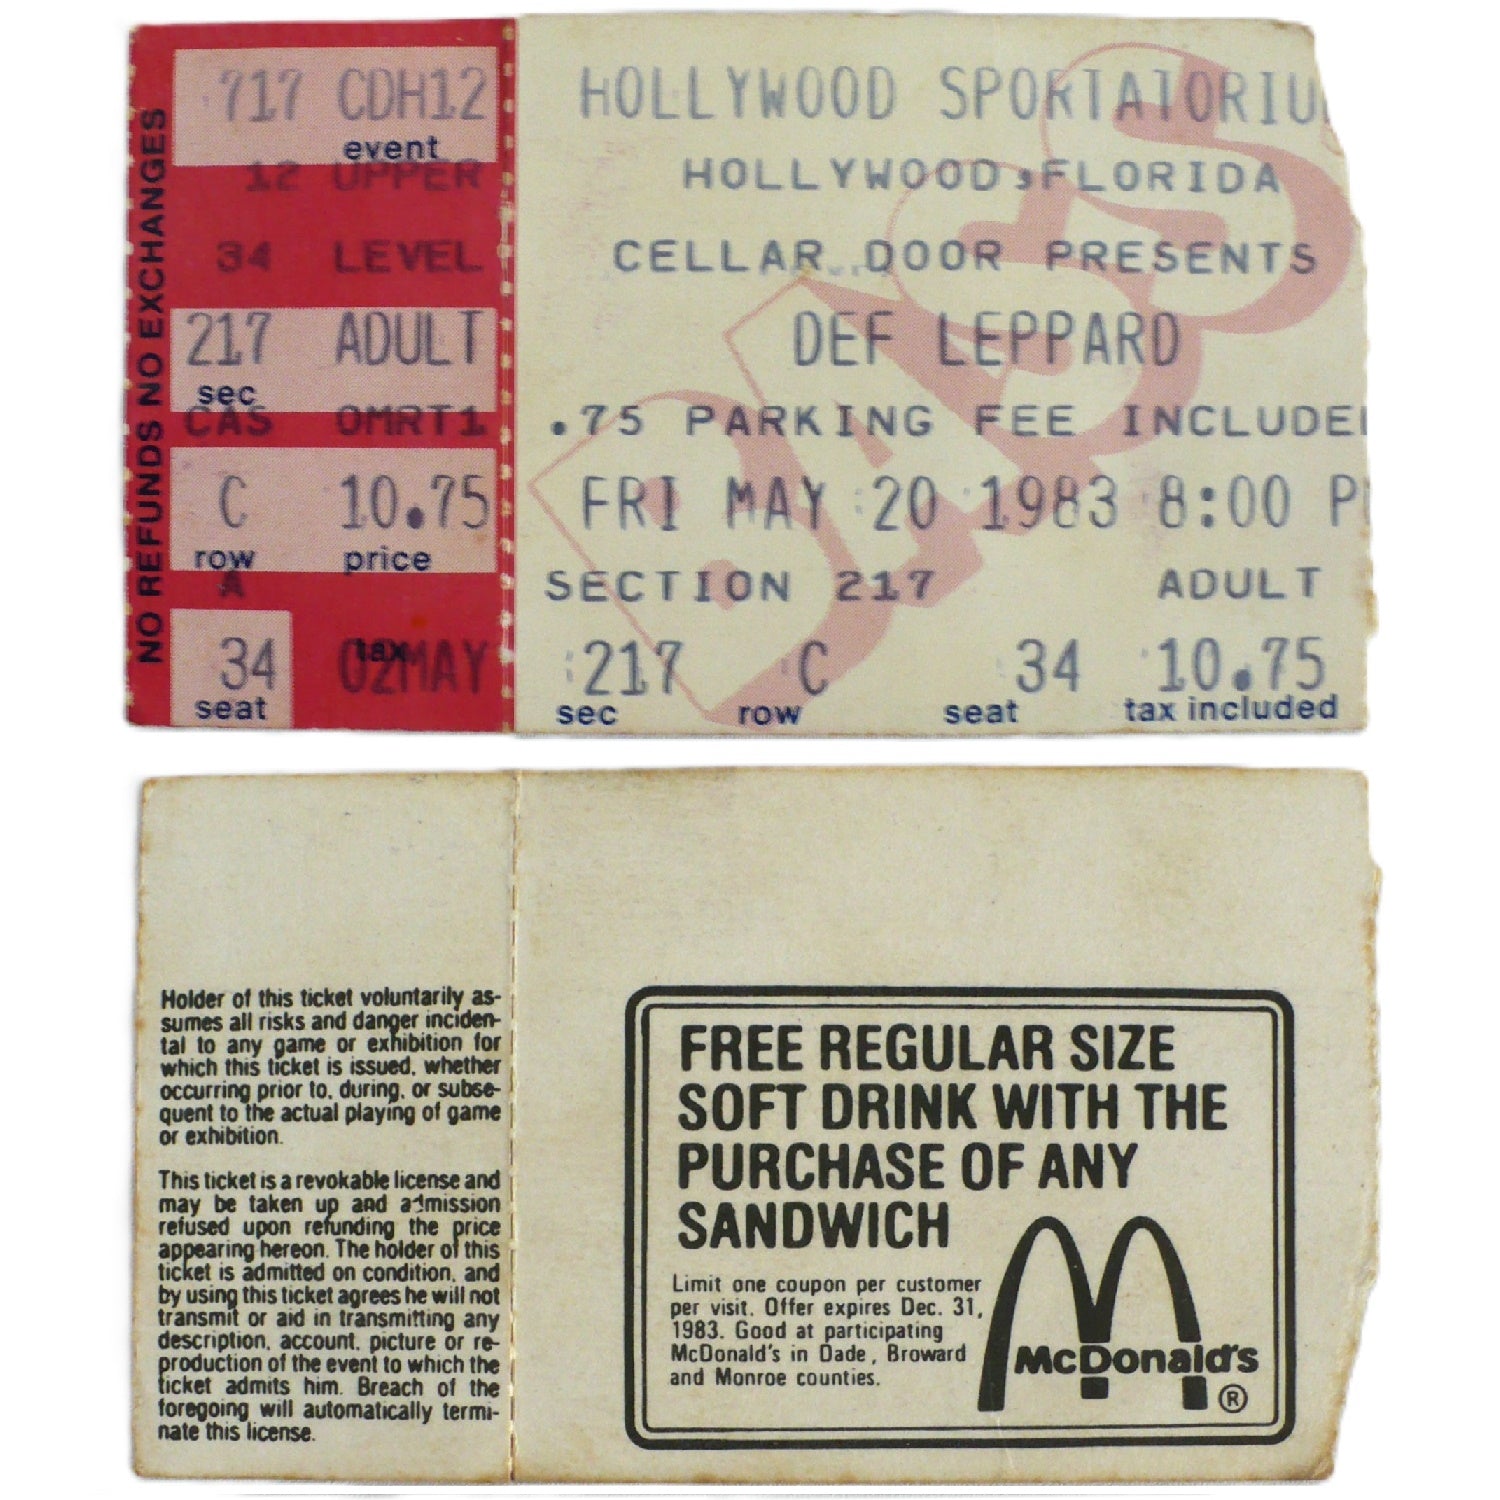 NO REFUNDS NO EXCHANGES
717 CDH12
event
12 UPPER
34 LEVEL
217 ADULT
sec
CAS OMRT1
C 10.75
row price
A
tax
34 02MAY
seat
HOLLYWOOD SPORTATORIU
HOLLYWOOD,FLORIDA
CELLAR DOOR PRESENTS
DEF LEPPARD
.75 PARKING FEE INCLUDE
FRI MAY 20 1983 8:00 P
SECTION 217 ADULT
217 C 34 10.75
sec row seat tax included
BASS
Holder of this ticket voluntarily as-
sumes all risks and danger inciden-
tal to any game or exhibition for
which this ticket is issued, whether
occurring prior to, during, or subse-
quent to the actual playing of game
or exhibition.
This ticket is a revokable license and
may be taken up and admission
refused upon refunding the price
appearing hereon. The holder of this
ticket is admitted on condition, and
by using this ticket agrees he will not
transmit or aid in transmitting any
description, account, picture or re-
production of the event to which the
ticket admits him. Breach of the
foregoing will automatically termi-
nate this license.
FREE REGULAR SIZE
SOFT DRINK WITH THE
PURCHASE OF ANY
SANDWICH
Limit one coupon per customer
per visit. Offer expires Dec. 31,
1983. Good at participating
McDonald's in Dade, Broward
and Monroe counties.
McDonald's
®